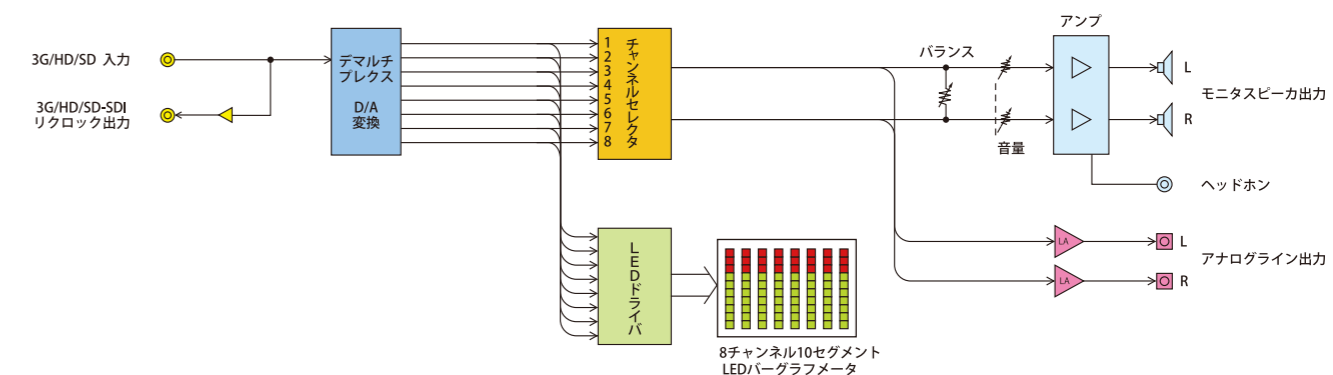 3G/HD/SD 入力
3G/HD/SD-SDI
リクロック出力
デマルチ
プレクス
D/A
変換
1
2
3
4
5
6
7
8
チャンネルセレクタ
LEDドライバ
8チャンネル10セグメント
LEDバーグラフメータ
バランス
音量
アンプ
L
R
モニタスピーカ出力
ヘッドホン
LA
LA
L
R
アナログライン出力